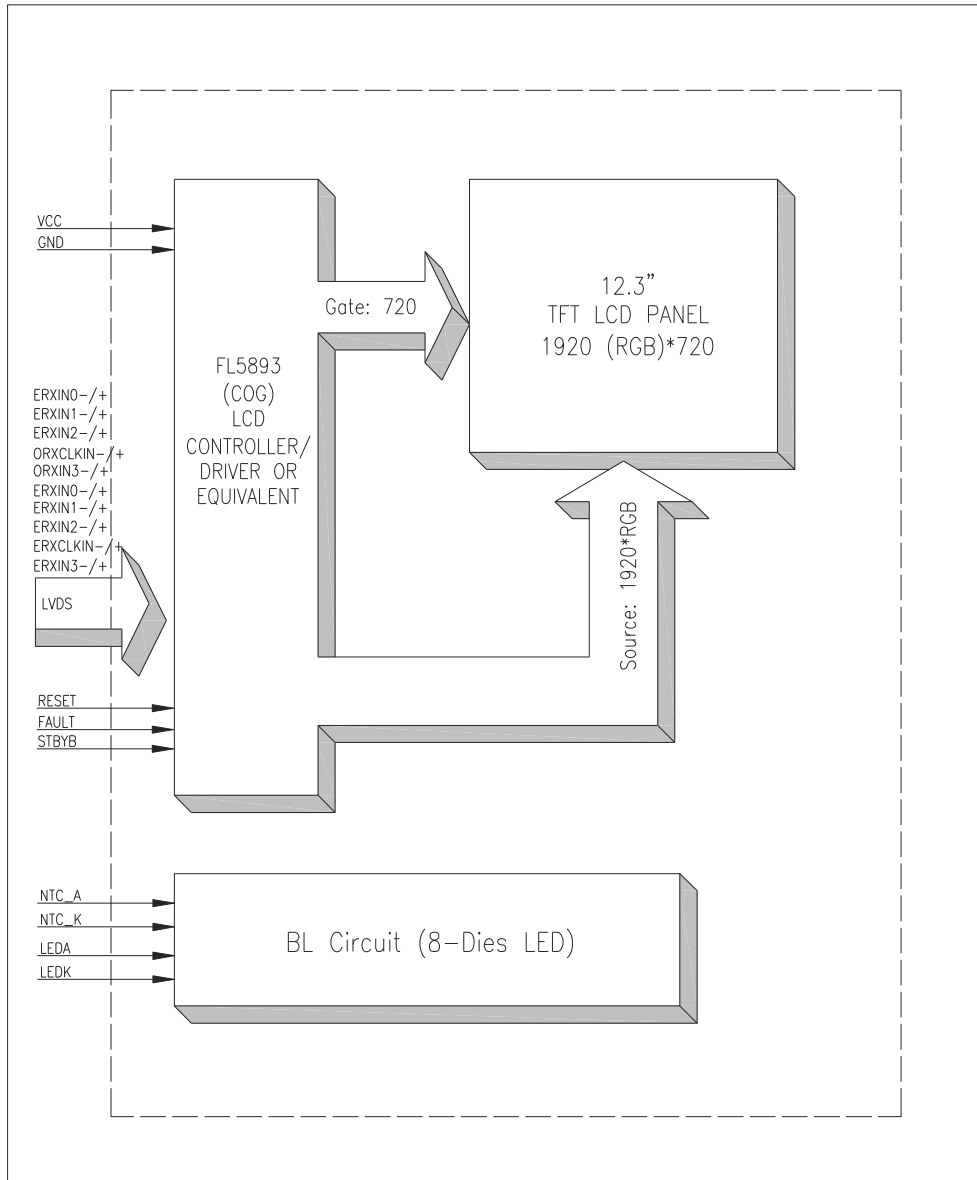 VCC
GND
ERXIN0-/+
ERXIN1-/+
ERXIN2-/+
ORXCLKIN-/+
ORXIN3-/+
ERXIN0-/+
ERXIN1-/+
ERXIN2-/+
ERXCLKIN-/+
ERXIN3-/+
LVDS
RESET
FAULT
STBYB
FL5893
(COG)
LCD
CONTROLLER/
DRIVER OR
EQUIVALENT
Gate: 720
12.3”
TFT LCD PANEL
1920 (RGB)*720
Source: 1920*RGB
NTC_A
NTC_K
LEDA
LEDK
BL Circuit (8-Dies LED)